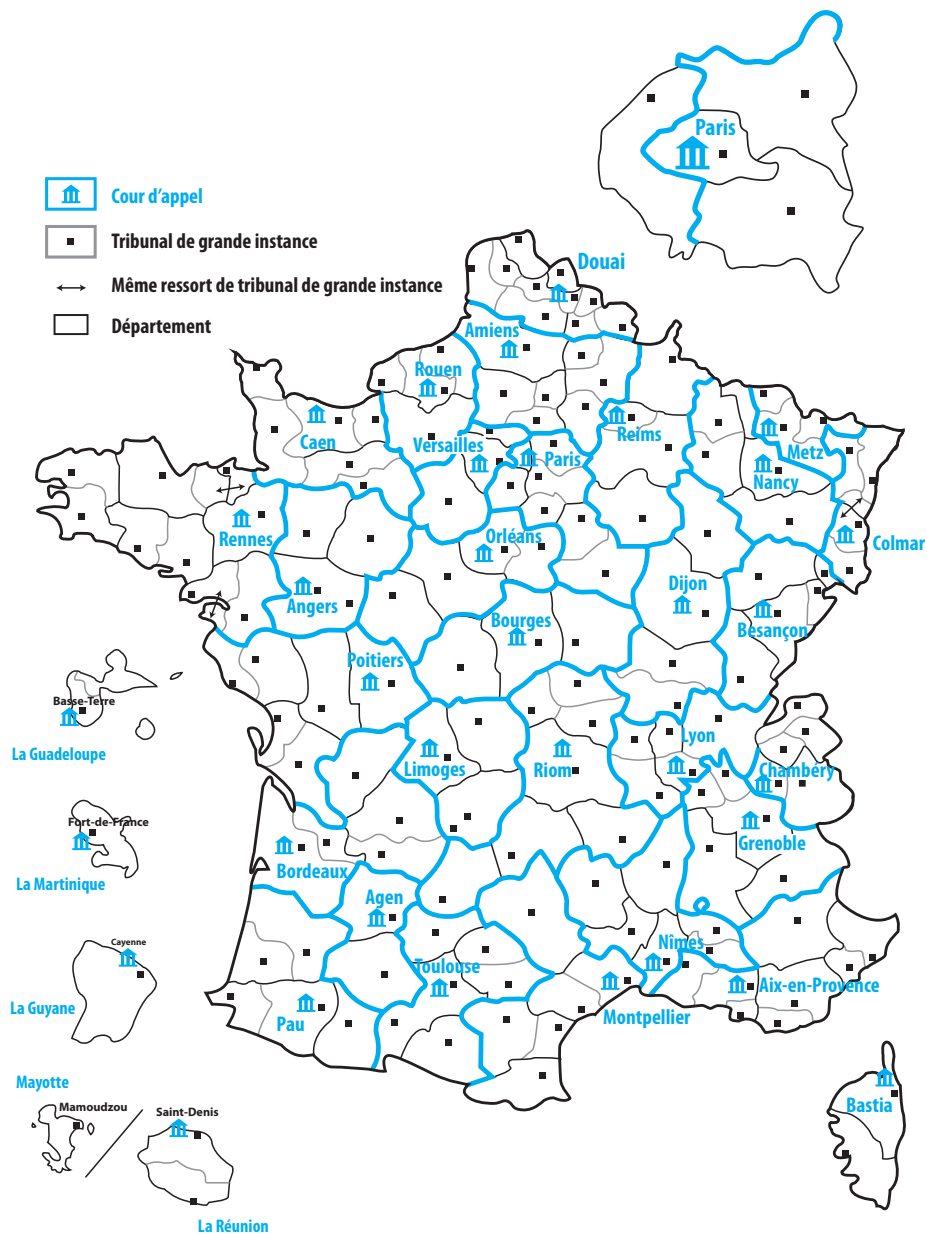 Paris
Cour d'appel
Tribunal de grande instance
Même ressort de tribunal de grande instance
Département
Douai
Amiens
Rouen
Caen
Versailles
Paris
Reims
Metz
Nancy
Rennes
Orléans
Colmar
Angers
Dijon
Bourges
Besançon
Poitiers
Basse-Terre
La Guadeloupe
Lyon
Limoges
Riom
Chambéry
Fort-de-France
Grenoble
Bordeaux
La Martinique
Agen
Cayenne
Nîmes
Toulouse
Aix-en-Provence
La Guyane
Pau
Montpellier
Mayotte
Mamoudzou
Saint-Denis
Bastia
La Réunion